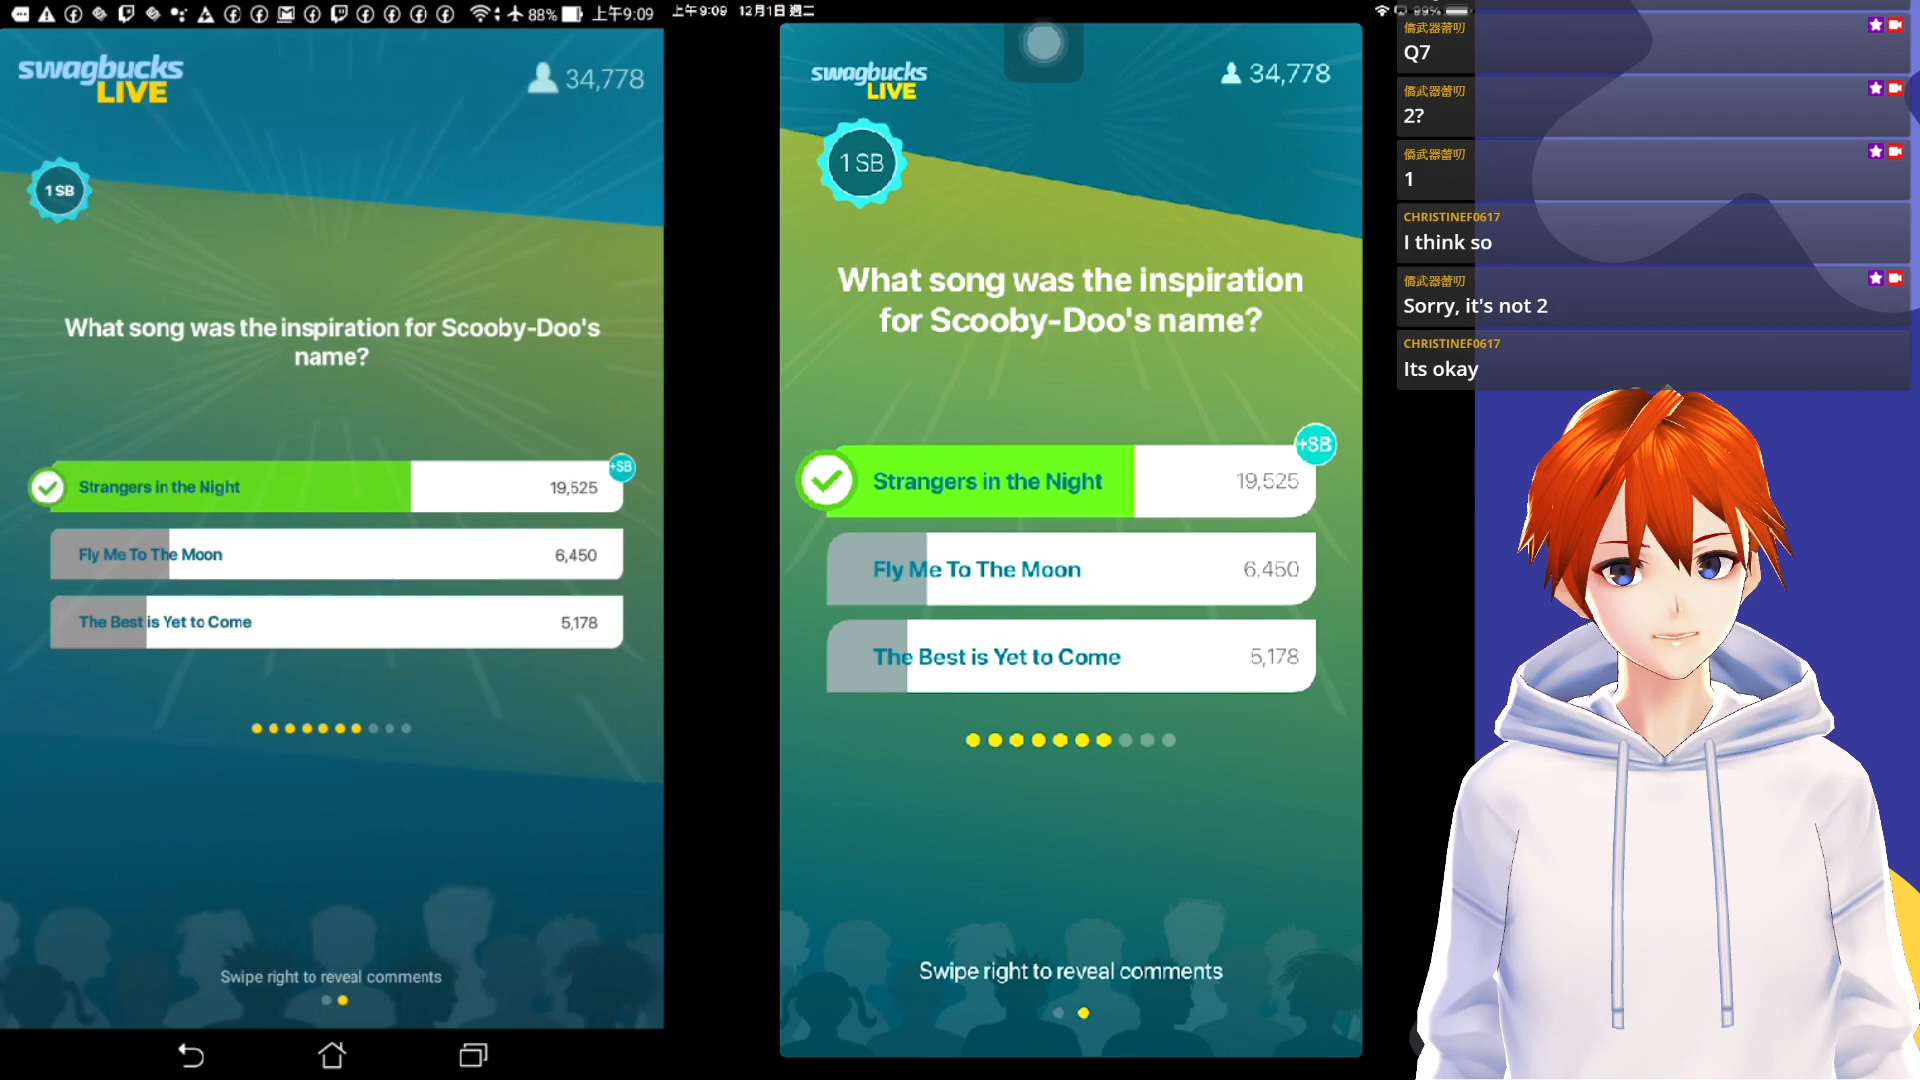 88% 上午9:09
swagbucks
LIVE
34,778
1 SB
What song was the inspiration for Scooby-Doo's
name?
+SB
Strangers in the Night 19,525
Fly Me To The Moon 6,450
The Best is Yet to Come 5,178
Swipe right to reveal comments
上午9:09 12月1日 週二
99%
swagbucks
LIVE
34,778
1 SB
What song was the inspiration
for Scooby-Doo's name?
+SB
Strangers in the Night 19,525
Fly Me To The Moon 6,450
The Best is Yet to Come 5,178
Swipe right to reveal comments
Q7
2?
1
CHRISTINEF0617
I think so
Sorry, it's not 2
CHRISTINEF0617
Its okay